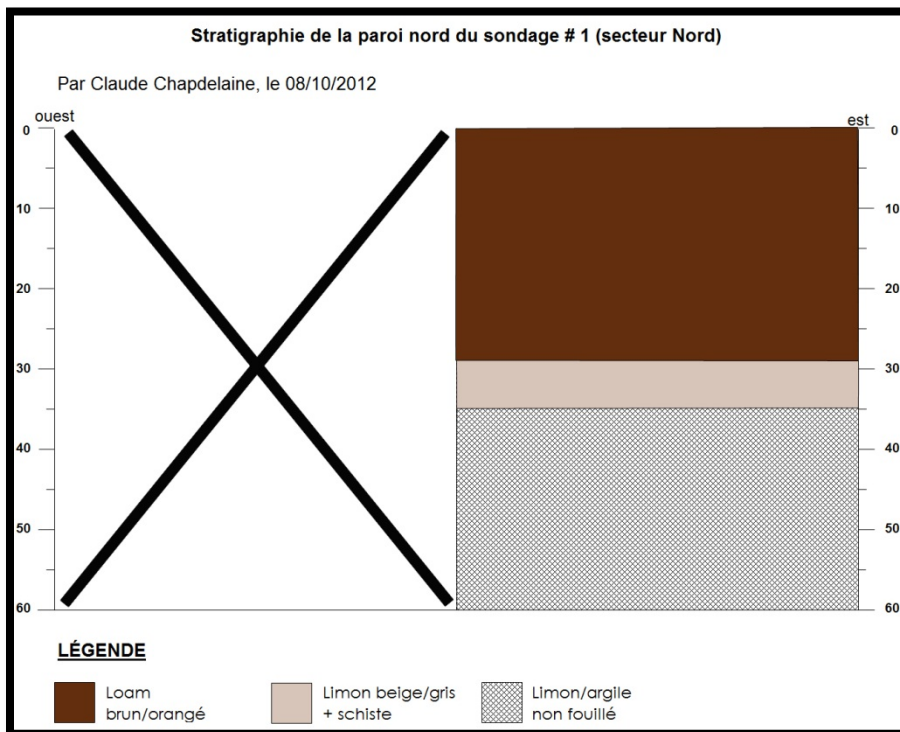 Stratigraphie de la paroi nord du sondage # 1 (secteur Nord)
Par Claude Chapdelaine, le 08/10/2012
ouest
est
0
0
10
10
20
20
30
30
40
40
50
50
60
60
LÉGENDE
Loam
brun/orangé
Limon beige/gris
+ schiste
Limon/argile
non fouillé